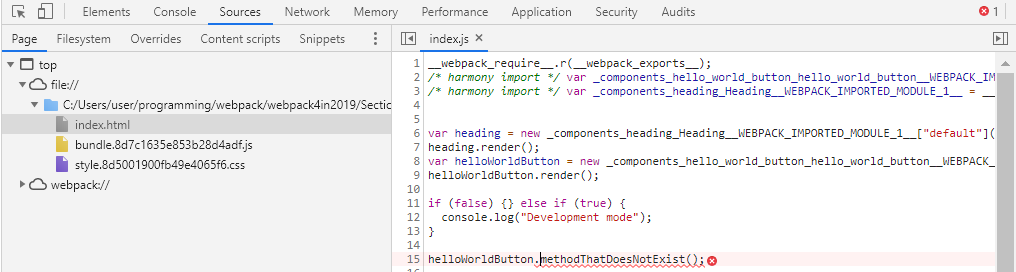 Elements Console Sources Network Memory Performance Application Security Audits 1
Page Filesystem Overrides Content scripts Snippets index.js
top
file://
C:/Users/user/programming/webpack/webpack4in2019/Sectio
index.html
bundle.8d7c1635e853b28d4adf.js
style.8d5001900fb49e4065f6.css
webpack://
1 __webpack_require__.r(__webpack_exports__);
2 /* harmony import */ var _components_hello_world_button_hello_world_button__WEBPACK_IM
3 /* harmony import */ var _components_heading_Heading__WEBPACK_IMPORTED_MODULE_1__ = __
4
5
6 var heading = new _components_heading_Heading__WEBPACK_IMPORTED_MODULE_1__["default"](
7 heading.render();
8 var helloWorldButton = new _components_hello_world_button_hello_world_button__WEBPACK_
9 helloWorldButton.render();
10
11 if (false) {} else if (true) {
12 console.log("Development mode");
13 }
14
15 helloWorldButton.methodThatDoesNotExist();